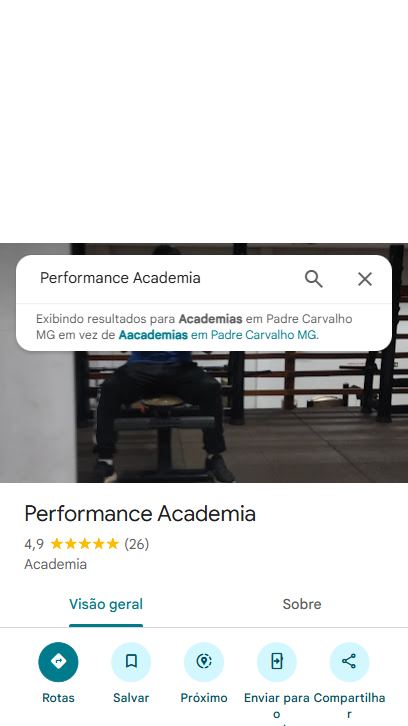 Performance Academia
Exibindo resultados para Academias em Padre Carvalho
MG em vez de Aacademias em Padre Carvalho MG.
Performance Academia
4,9 (26)
Academia
Visão geral Sobre
Rotas Salvar Próximo Enviar para Compartilha
o r